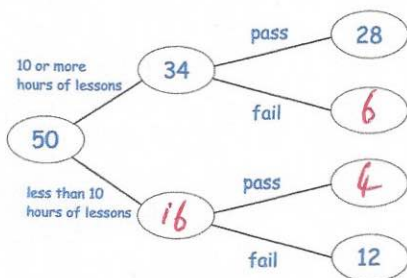 pass
28
10 or more
hours of lessons
34
fail
6
50
less than 10
hours of lessons
16
pass
4
fail
12